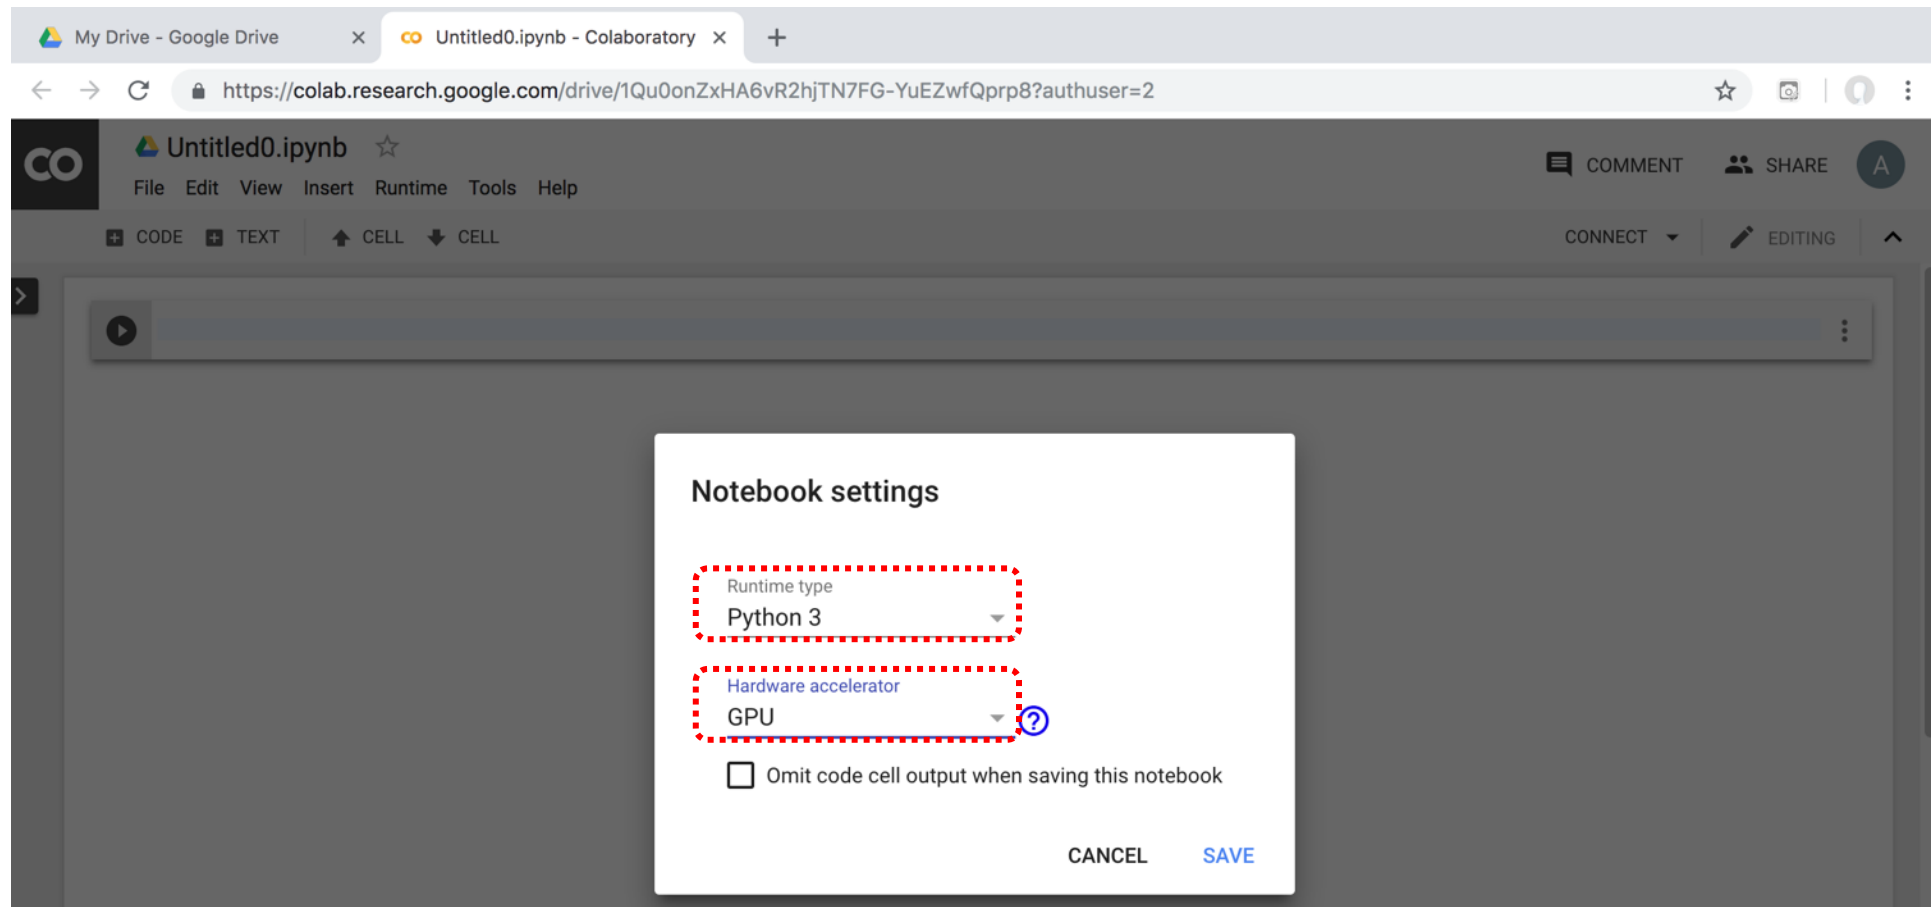 My Drive - Google Drive
Untitled0.ipynb - Colaboratory
https://colab.research.google.com/drive/1Qu0onZxHA6vR2hjTN7FG-YuEZwfQprp8?authuser=2
CO
Untitled0.ipynb
COMMENT SHARE A
File Edit View Insert Runtime Tools Help
CODE TEXT CELL CELL
CONNECT EDITING
Notebook settings
Runtime type
Python 3
Hardware accelerator
GPU
?
Omit code cell output when saving this notebook
CANCEL SAVE